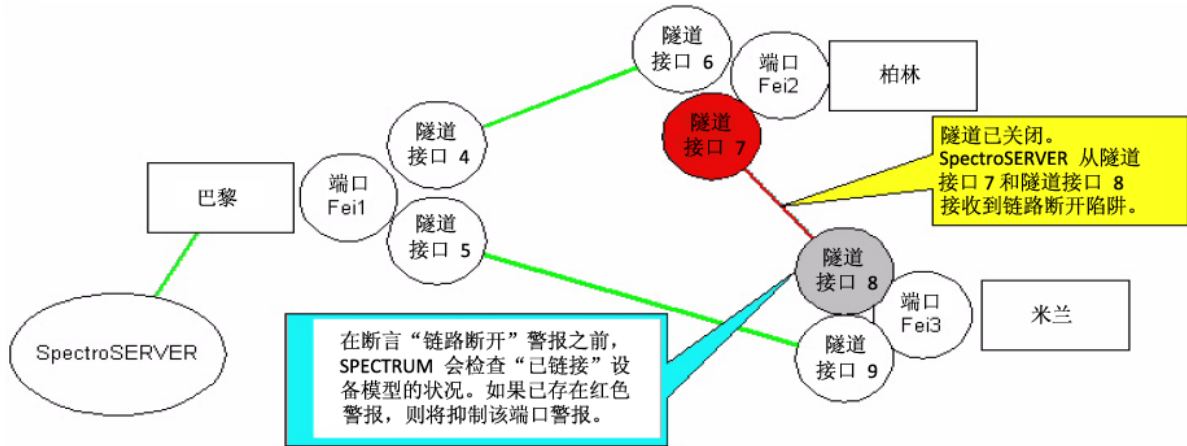 隧道
接口 6
端口
Fei2
柏林
隧道
接口 7
隧道
接口 4
隧道已关闭。
SpectroSERVER 从隧道
接口 7 和隧道接口 8
接收到链路断开陷阱。
巴黎
端口
Fei1
隧道
接口 5
隧道
接口 8
端口
Fei3
米兰
SpectroSERVER
在断言“链路断开”警报之前，
SPECTRUM 会检查“已链接”设
备模型的状况。如果已存在红色
警报，则将抑制该端口警报。
隧道
接口 9